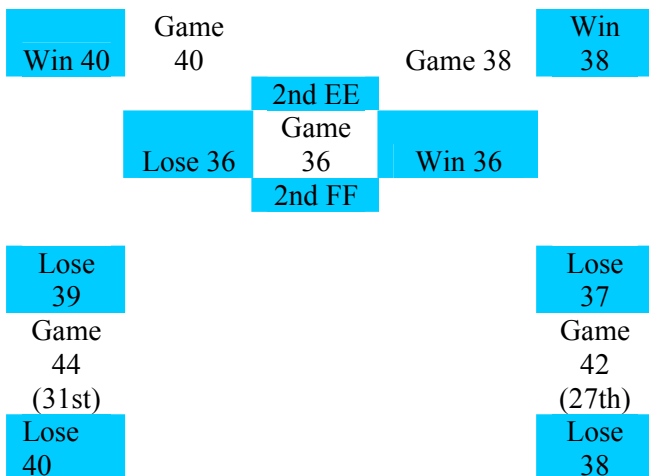 Game Win
Win 40 40 Game 38 38
2nd EE
Game
Lose 36 36 Win 36
2nd FF
Lose Lose
39 37
Game Game
44 42
(31st) (27th)
Lose Lose
40 38